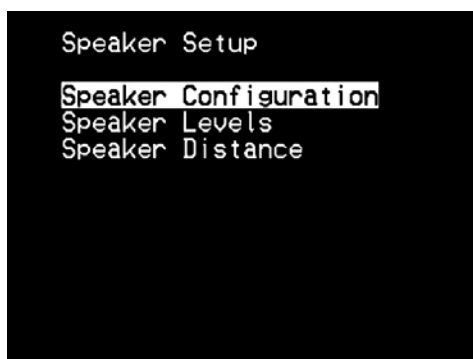 Speaker Setup
Speaker Configuration
Speaker Levels
Speaker Distance